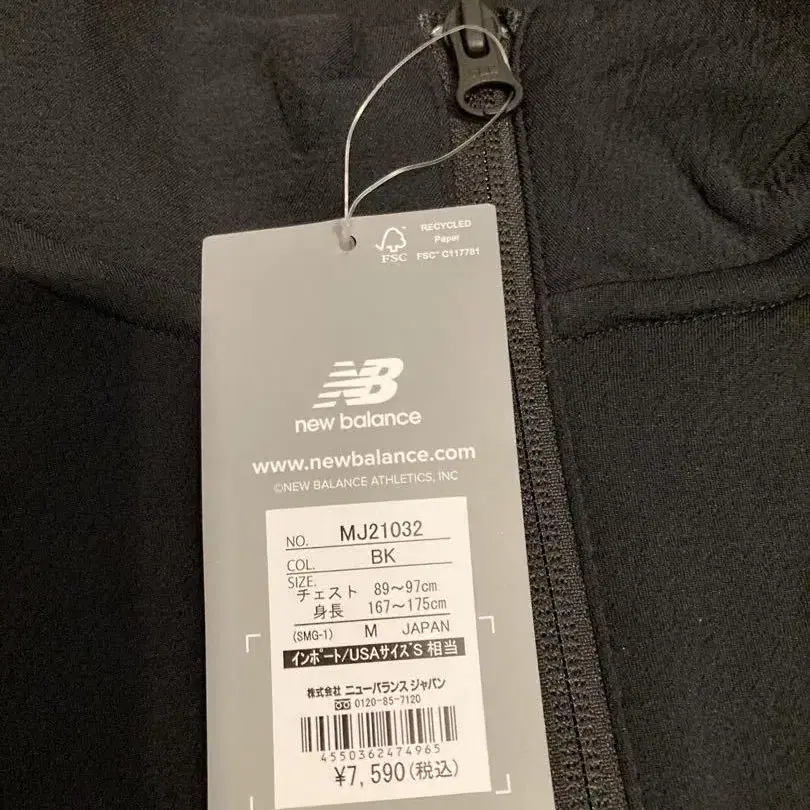 RECYCLED
Paper
FSC™ C117781
FSC
NB
new balance
www.newbalance.com
©NEW BALANCE ATHLETICS, INC
NO. MJ21032
COL. BK
SIZE.
チェスト 89～97cm
身長 167～175cm
(SMG-1) M JAPAN
インポート/USAサイズS 相当
株式会社 ニューバランス ジャパン
0120-85-7120
4550362474965
¥7,590(税込)